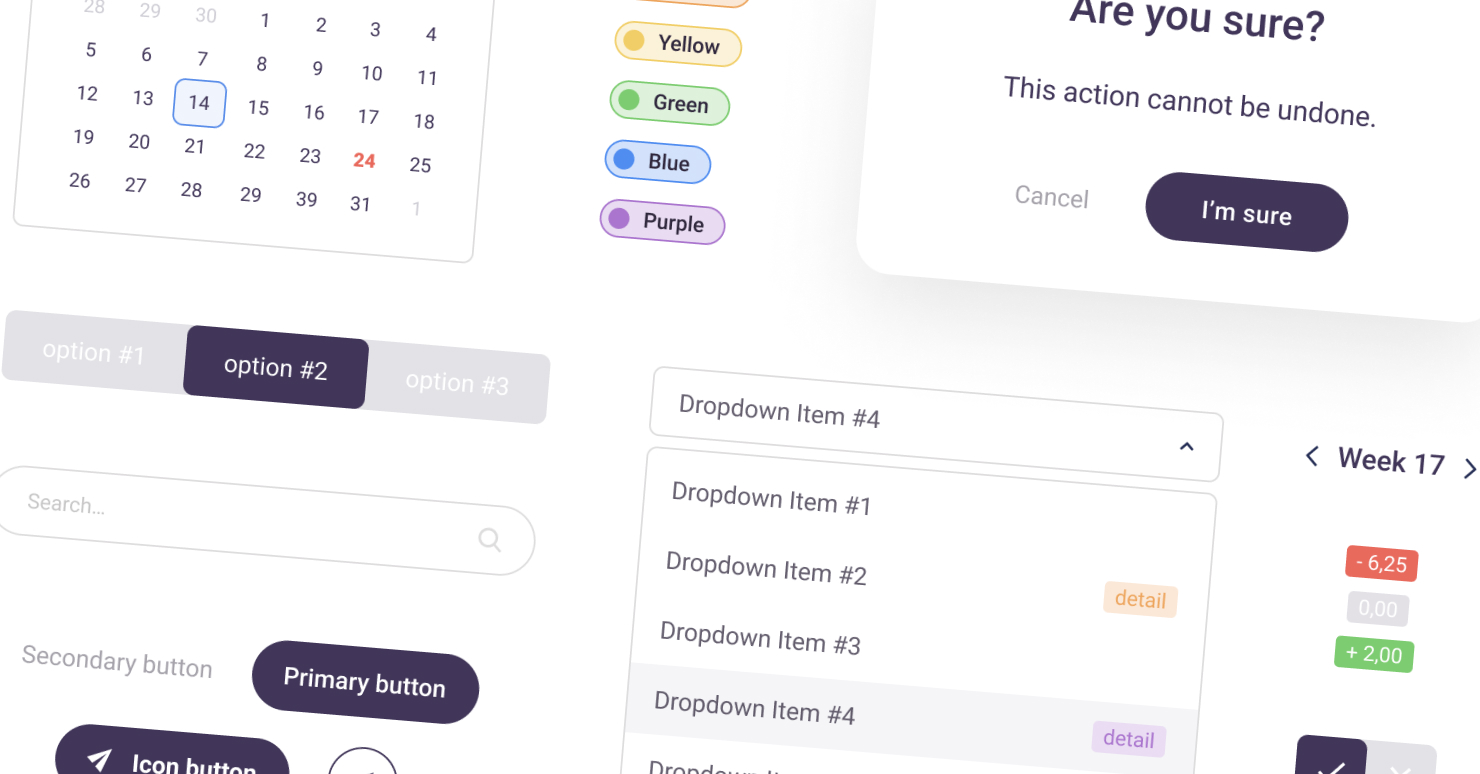 28 29 30 1 2 3 4
5 6 7 8 9 10 11
12 13 14 15 16 17 18
19 20 21 22 23 24 25
26 27 28 29 39 31 1
Yellow
Green
Blue
Purple
Are you sure?
This action cannot be undone.
Cancel
I’m sure
option #1
option #2
option #3
Search...
Secondary button
Primary button
Icon button
Dropdown Item #4
Dropdown Item #1
Dropdown Item #2
detail
Dropdown Item #3
Dropdown Item #4
detail
Week 17
- 6,25
0,00
+ 2,00